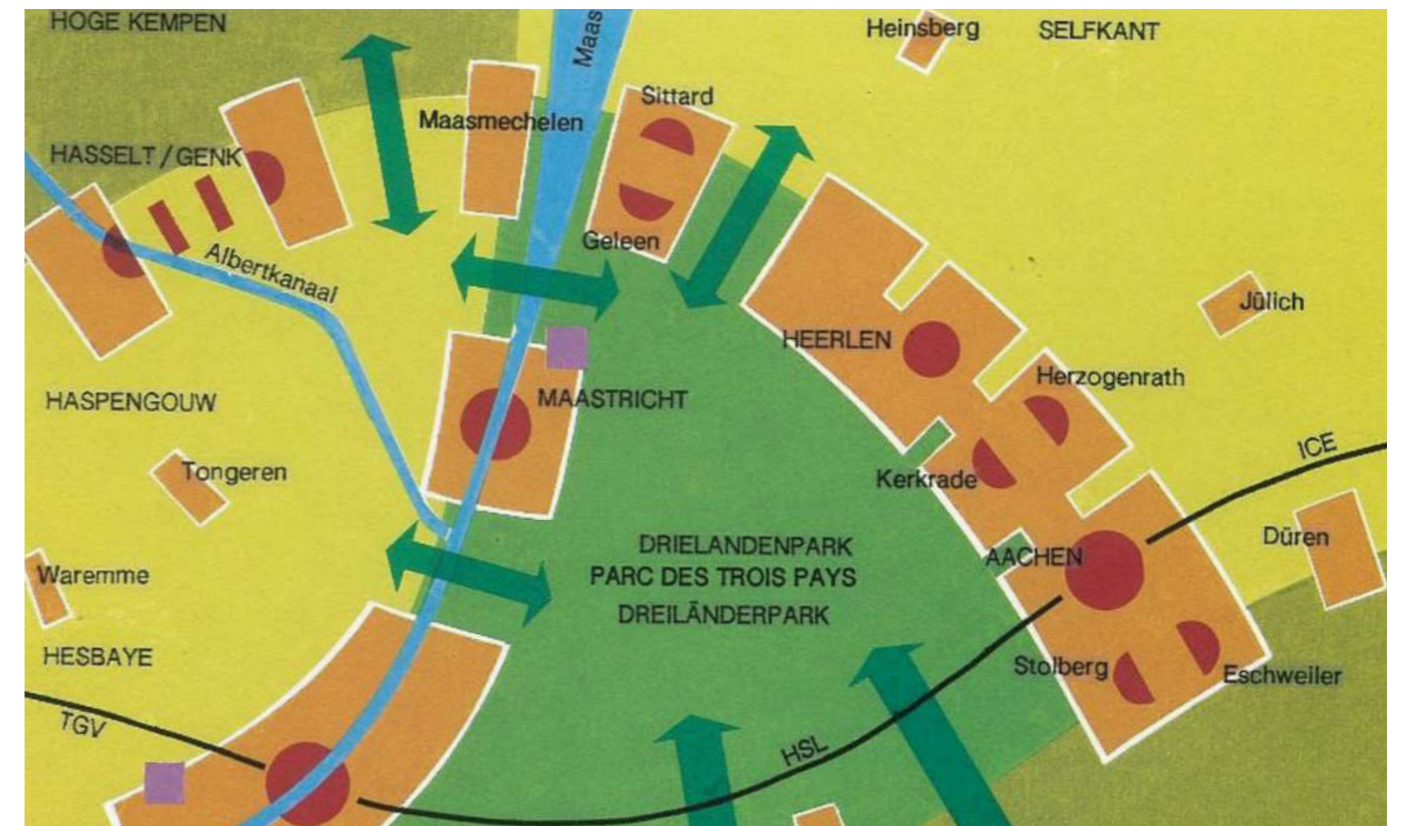 HOGE KEMPEN
Maas
Heinsberg
SELFKANT
Sittard
Maasmechelen
HASSELT / GENK
Geleen
Albertkanaal
Jülich
HEERLEN
Herzogenrath
HASPENGOUW
MAASTRICHT
ICE
Tongeren
Kerkrade
Düren
DRIELANDENPARK
PARC DES TROIS PAYS
DREILÄNDERPARK
AACHEN
Waremme
HESBAYE
Stolberg
Eschweiler
TGV
HSL